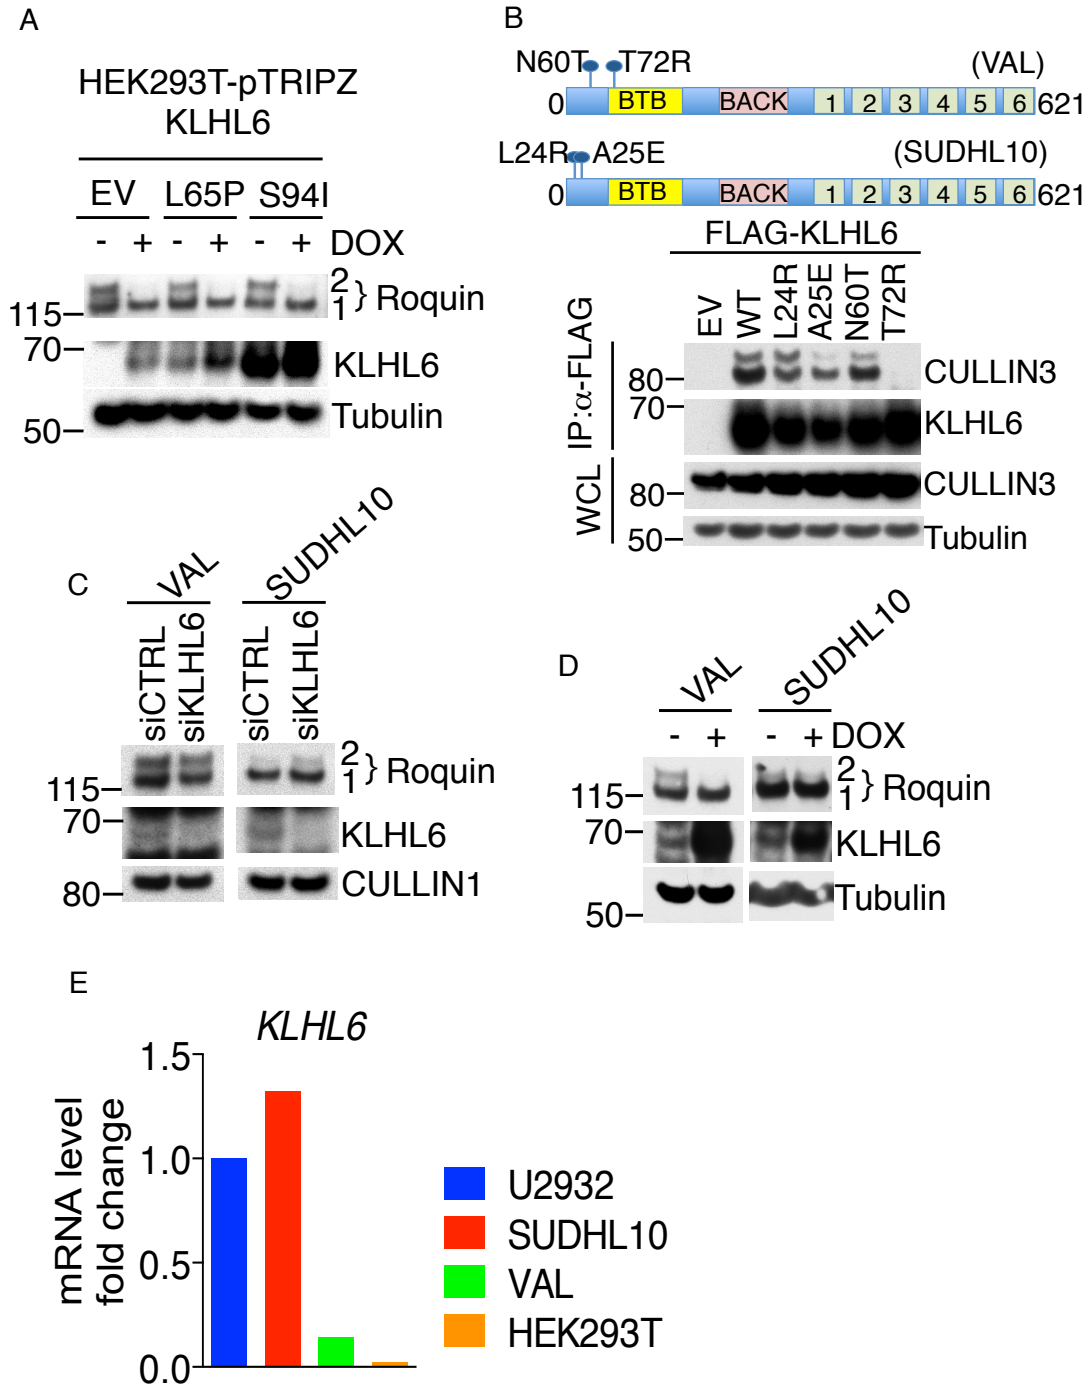 A
HEK293T-pTRIPZ
KLHL6
EV L65P S94I
- + - + - + DOX
2
1 } Roquin
115
70
KLHL6
Tubulin
50
B
N60T T72R (VAL)
0 BTB BACK 1 2 3 4 5 6 621
L24R A25E (SUDHL10)
0 BTB BACK 1 2 3 4 5 6 621
FLAG-KLHL6
EV WT L24R A25E N60T T72R
IP:α-FLAG
80 CULLIN3
70 KLHL6
WCL
80 CULLIN3
50 Tubulin
C
VAL SUDHL10
siCTRL siKLHL6 siCTRL siKLHL6
2
1 } Roquin
115
70
KLHL6
80 CULLIN1
D
VAL SUDHL10
- + - + DOX
2
1 } Roquin
115
70
KLHL6
Tubulin
50
E
KLHL6
mRNA level
fold change
1.5
1.0
0.5
0.0
U2932
SUDHL10
VAL
HEK293T